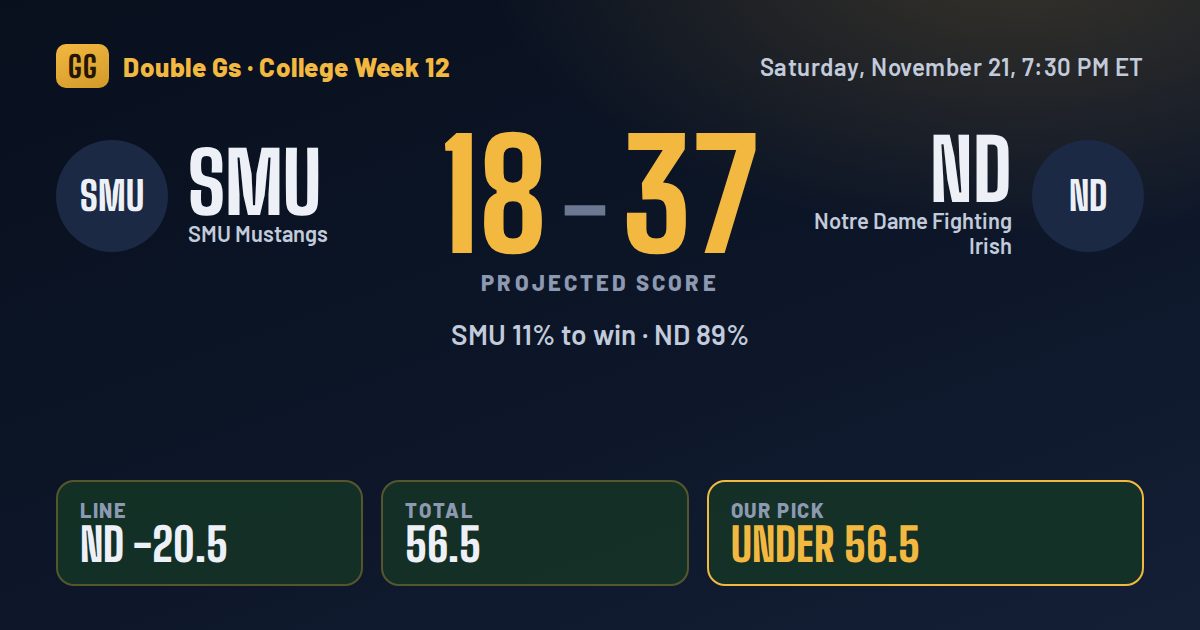 GG
Double Gs · College Week 12
Saturday, November 21, 7:30 PM ET
SMU
SMU
SMU Mustangs
18 – 37
PROJECTED SCORE
SMU 11% to win · ND 89%
ND
Notre Dame Fighting
Irish
ND
LINE
ND −20.5
TOTAL
56.5
OUR PICK
UNDER 56.5